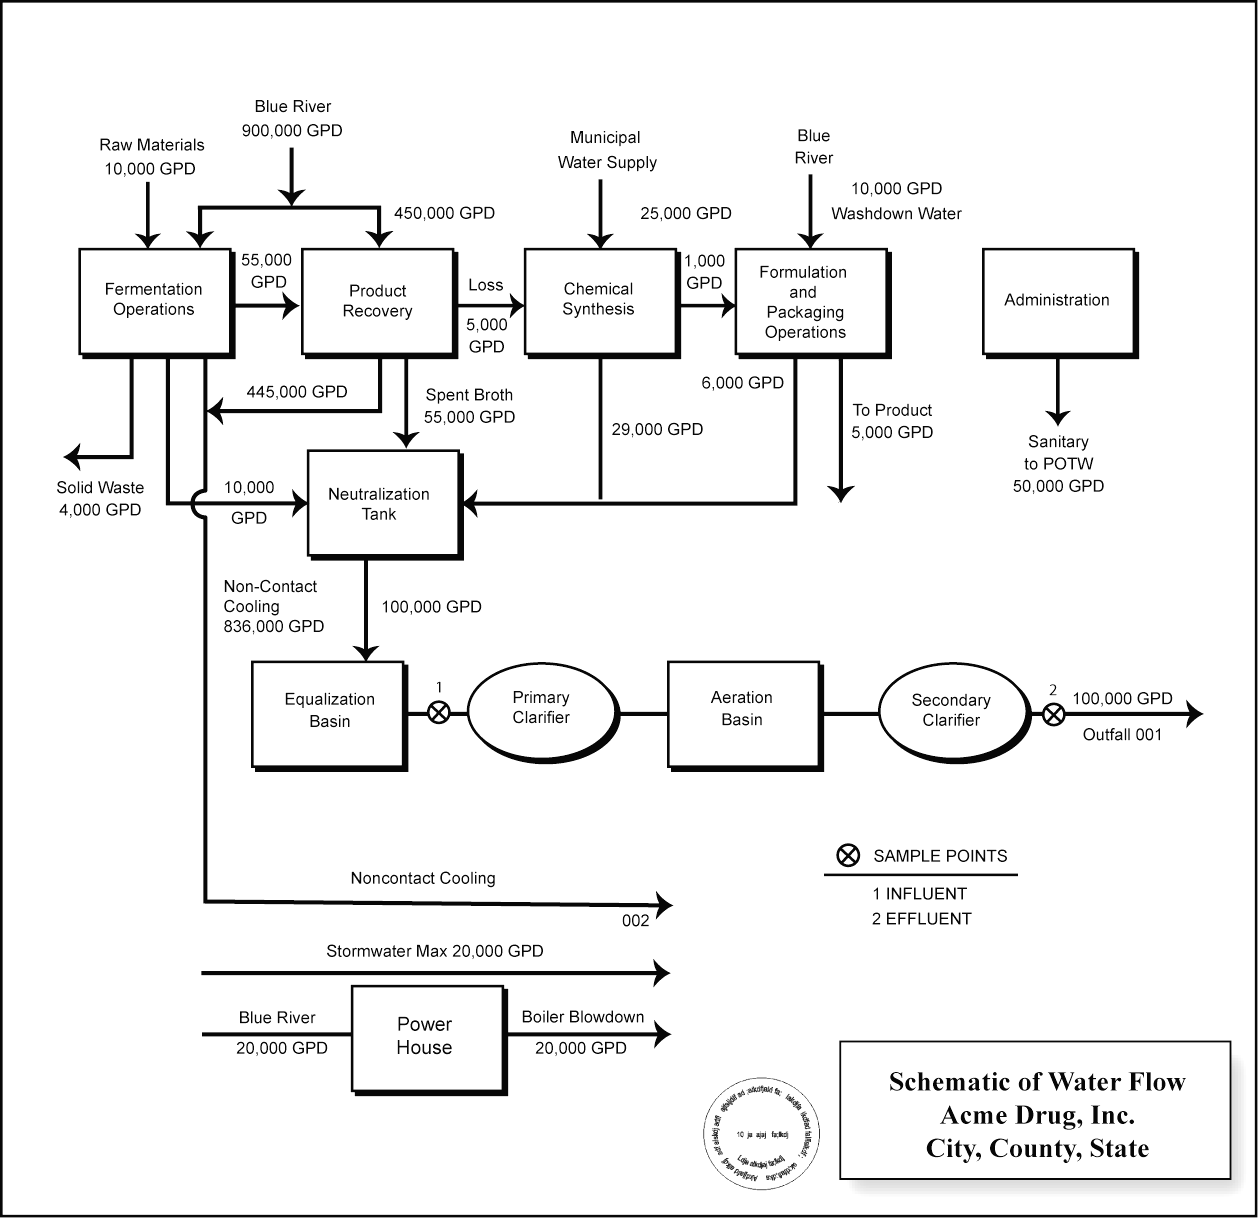 Blue River
900,000 GPD
Raw Materials
10,000 GPD
Municipal
Water Supply
Blue
River
450,000 GPD
25,000 GPD
10,000 GPD
Washdown Water
Fermentation
Operations
55,000
GPD
Product
Recovery
Loss
5,000
GPD
Chemical
Synthesis
1,000
GPD
Formulation
and
Packaging
Operations
Administration
445,000 GPD
Spent Broth
55,000 GPD
29,000 GPD
6,000 GPD
To Product
5,000 GPD
Sanitary
to POTW
50,000 GPD
Solid Waste
4,000 GPD
10,000
GPD
Neutralization
Tank
Non-Contact
Cooling
836,000 GPD
100,000 GPD
Equalization
Basin
1
Primary
Clarifier
Aeration
Basin
Secondary
Clarifier
2
100,000 GPD
Outfall 001
SAMPLE POINTS
1 INFLUENT
2 EFFLUENT
Noncontact Cooling
002
Stormwater Max 20,000 GPD
Blue River
20,000 GPD
Power
House
Boiler Blowdown
20,000 GPD
Schematic of Water Flow
Acme Drug, Inc.
City, County, State